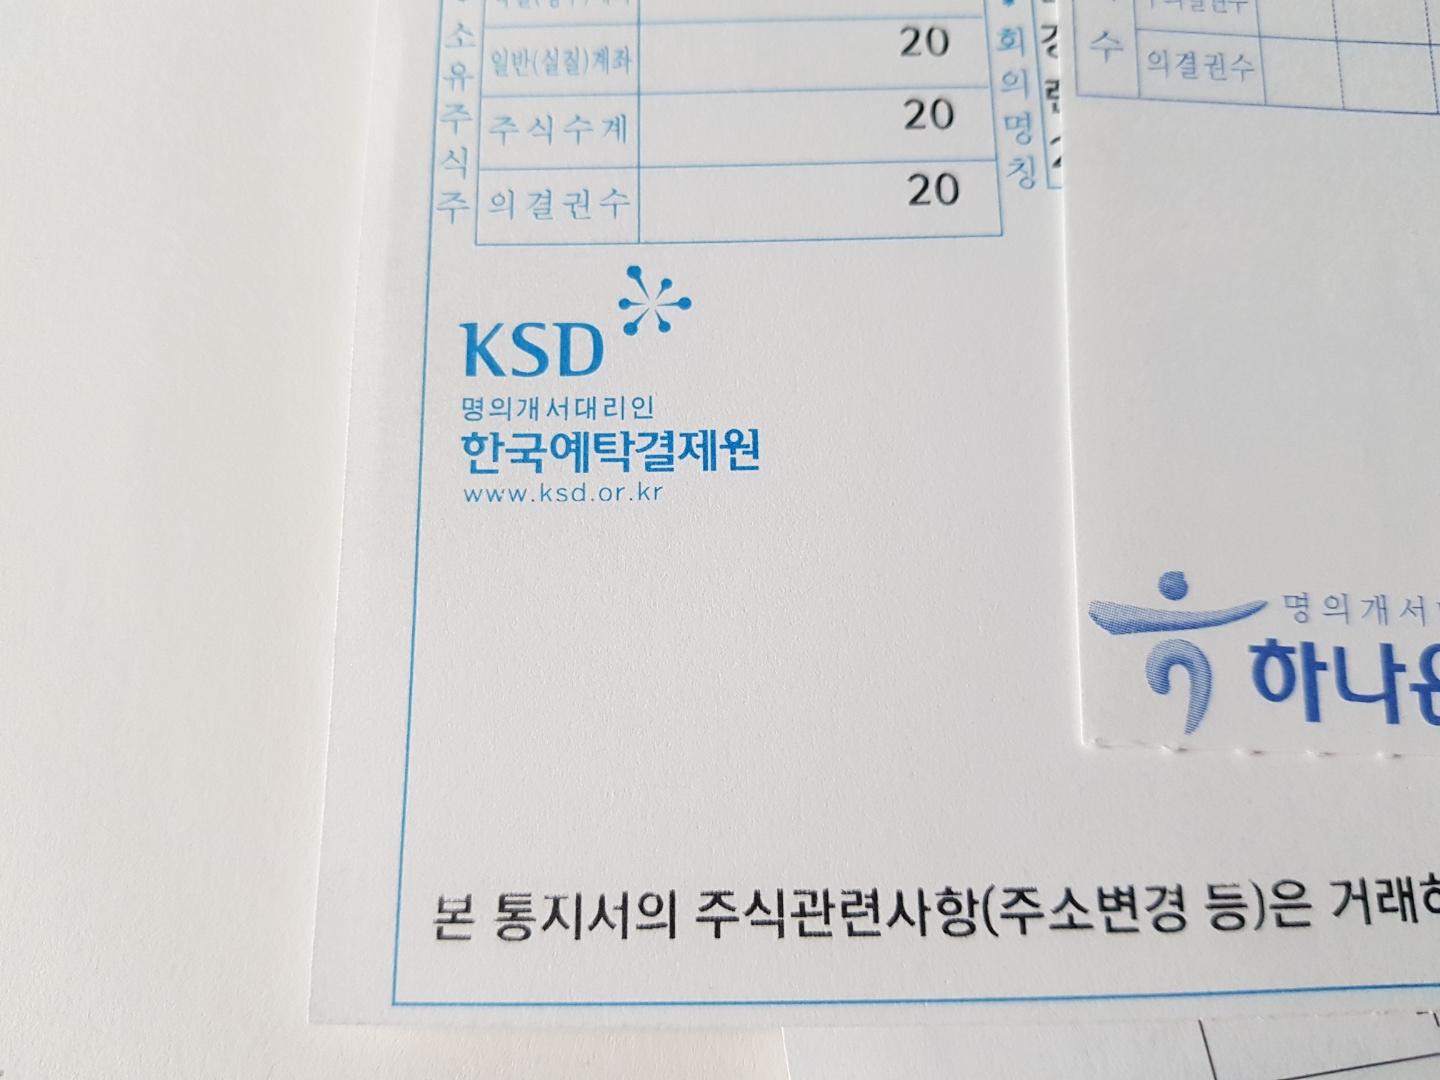 소유주식주
일반(실질)계좌 20
주식수계 20
의결권수 20
회의명칭
수
의결권수
KSD
명의개서대리인
한국예탁결제원
www.ksd.or.kr
명의개서
하나
본 통지서의 주식관련사항(주소변경 등)은 거래